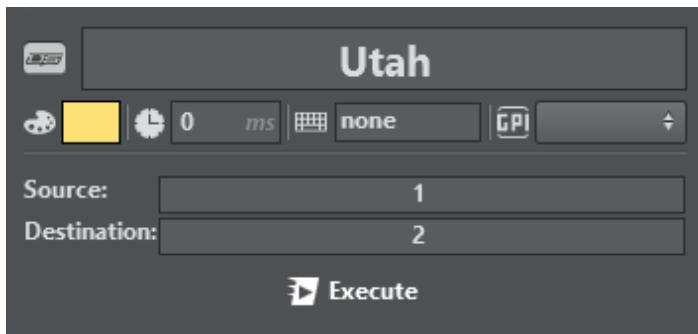 Utah
0 ms none GPI
Source: 1
Destination: 2
Execute